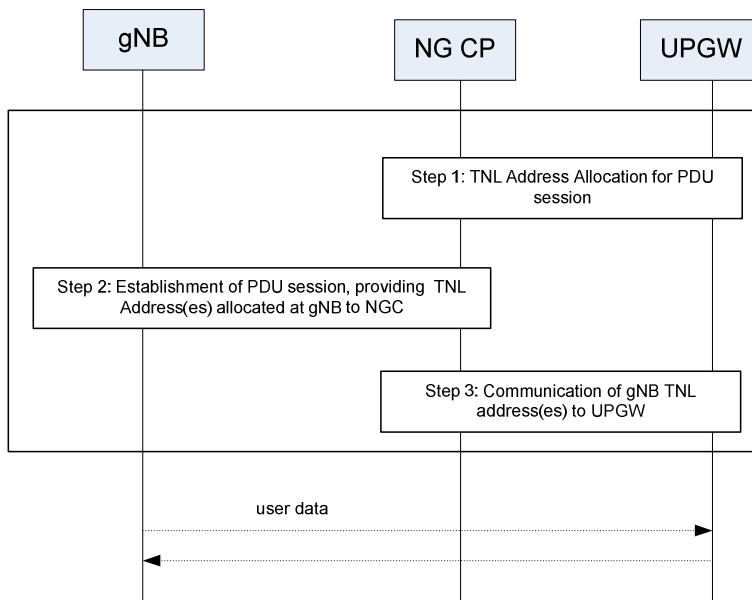 gNB
NG CP
UPGW
Step 1: TNL Address Allocation for PDU
session
Step 2: Establishment of PDU session, providing TNL
Address(es) allocated at gNB to NGC
Step 3: Communication of gNB TNL
address(es) to UPGW
user data